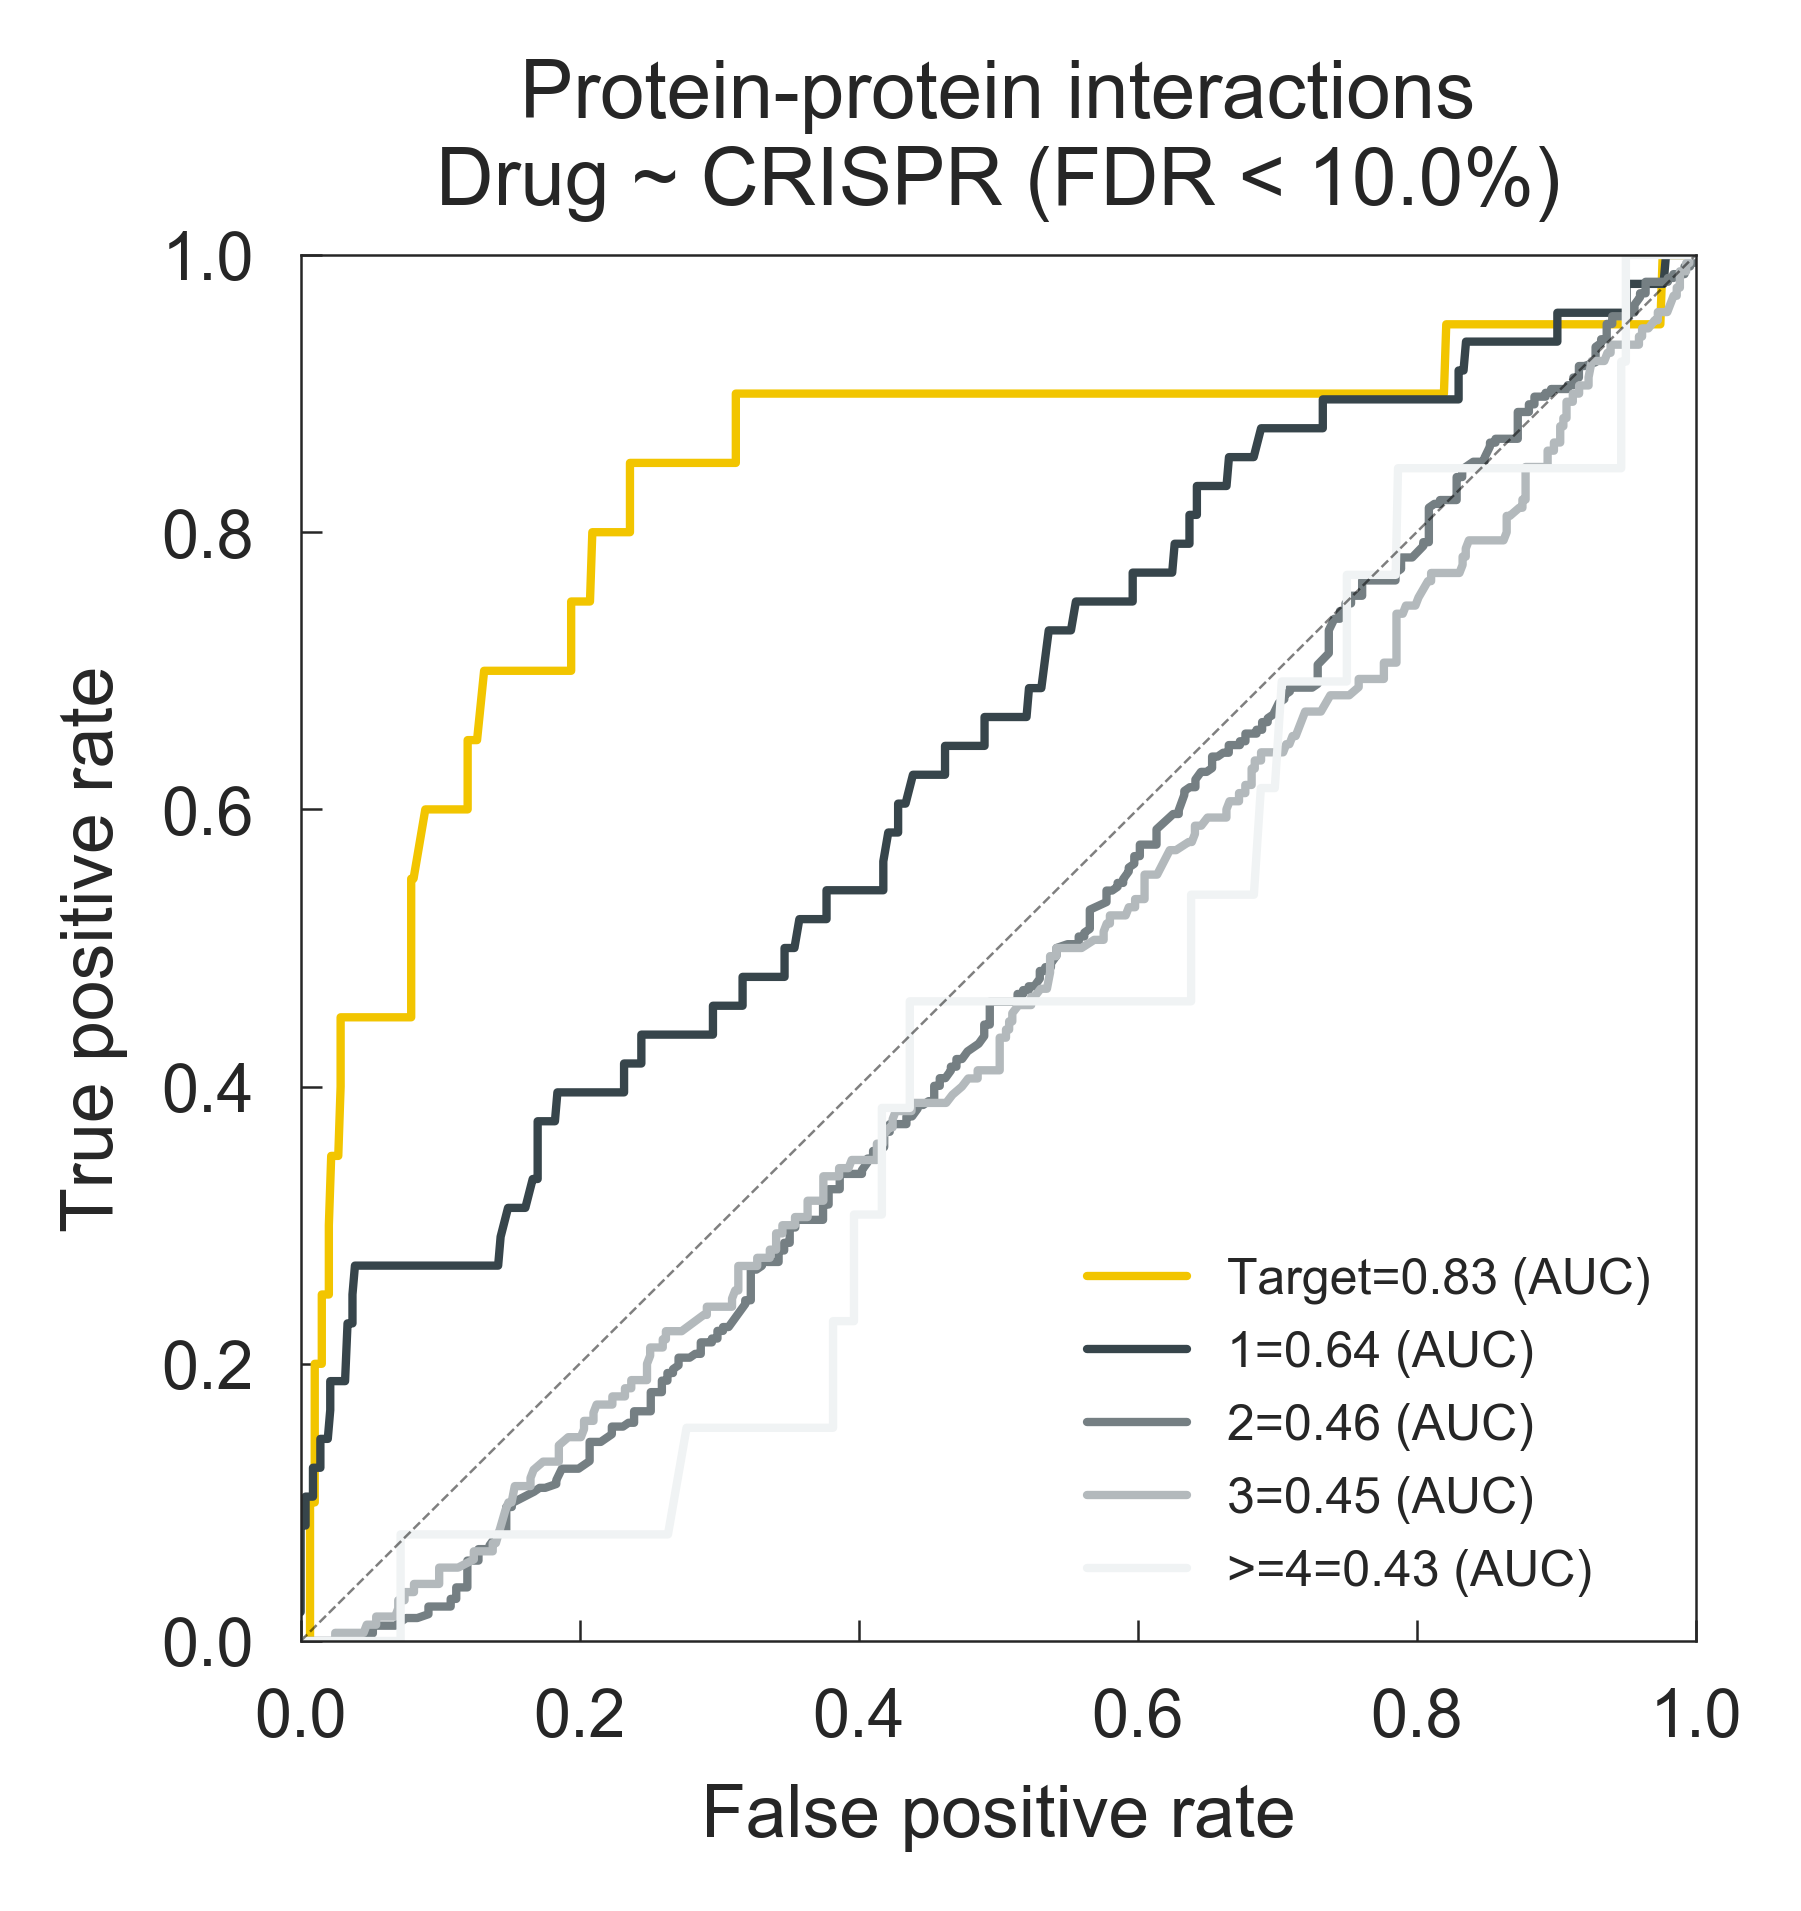 Protein-protein interactions
Drug ~ CRISPR (FDR < 10.0%)
True positive rate
1.0
0.8
0.6
0.4
0.2
0.0
Target=0.83 (AUC)
1=0.64 (AUC)
2=0.46 (AUC)
3=0.45 (AUC)
>=4=0.43 (AUC)
0.0 0.2 0.4 0.6 0.8 1.0
False positive rate